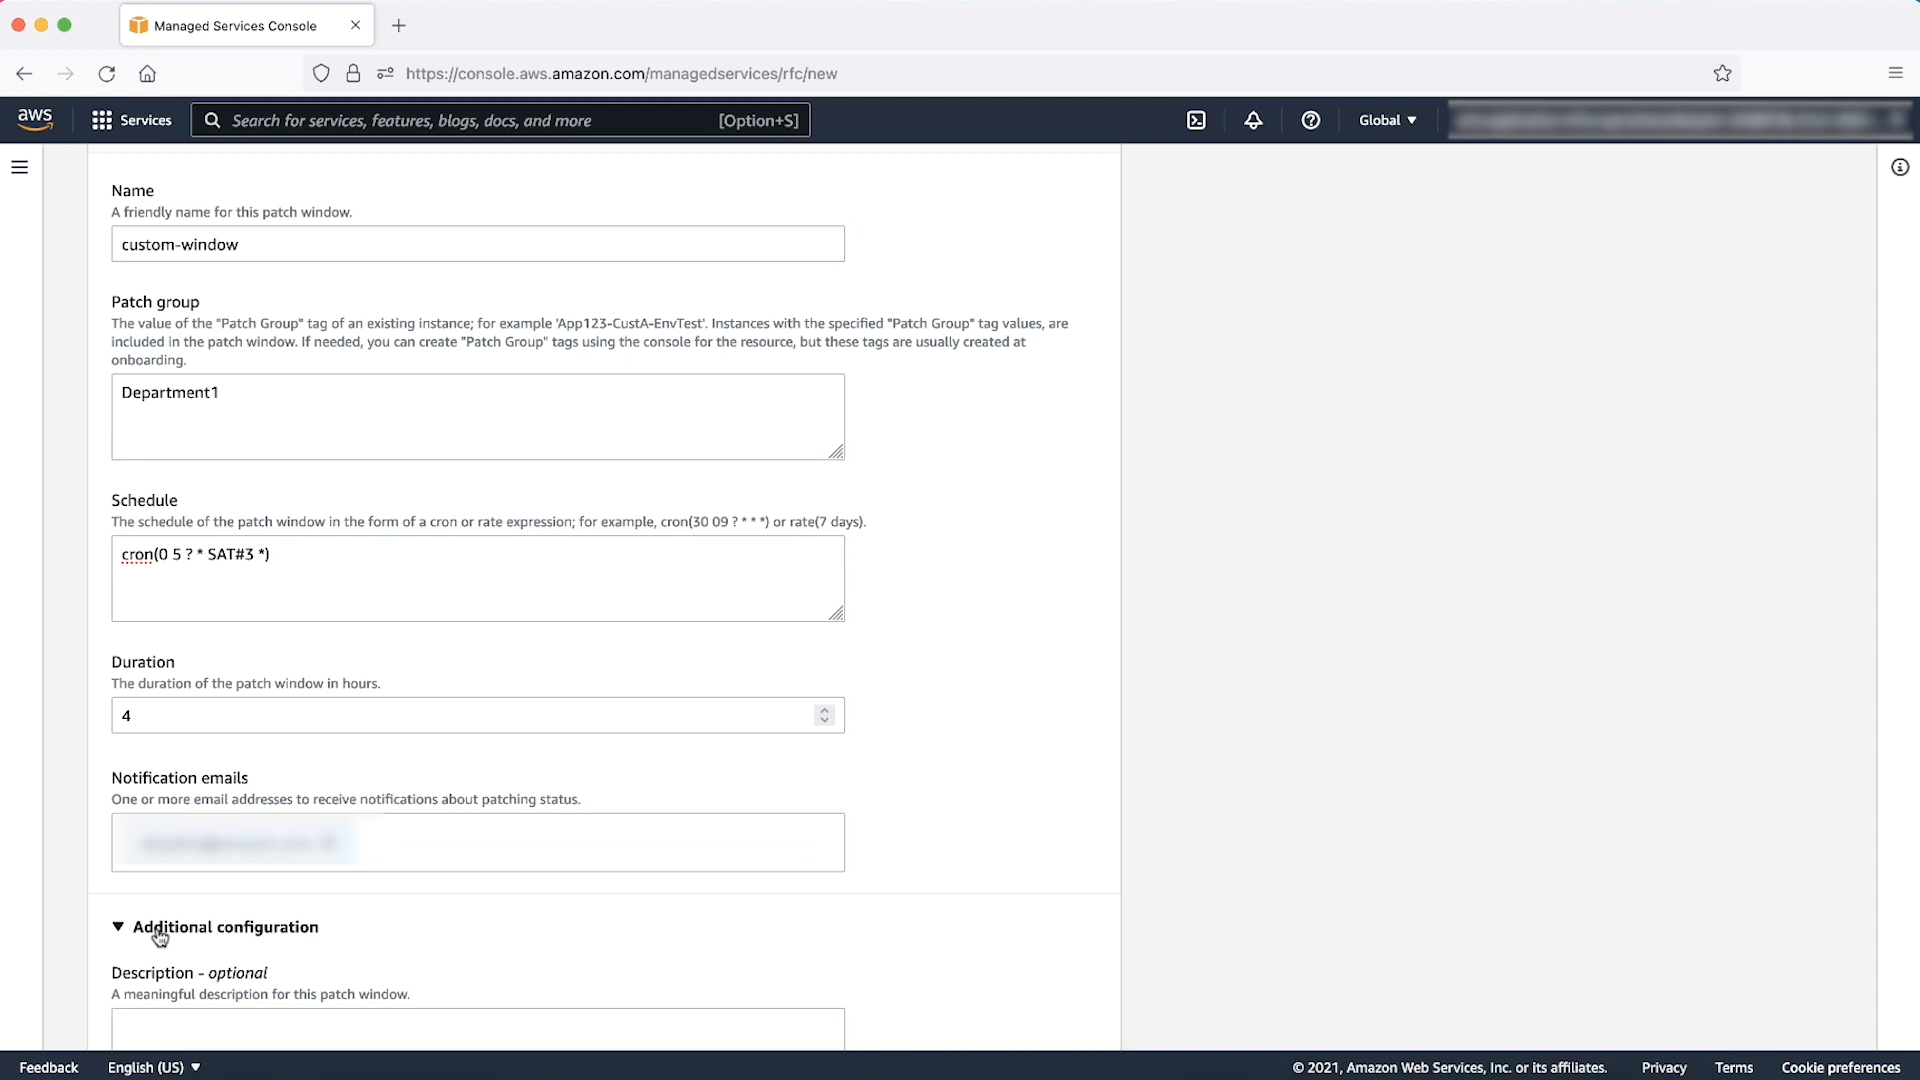 Managed Services Console
https://console.aws.amazon.com/managedservices/rfc/new
aws
Services
Search for services, features, blogs, docs, and more
[Option+S]
Global
Name
A friendly name for this patch window.
custom-window
Patch group
The value of the "Patch Group" tag of an existing instance; for example 'App123-CustA-EnvTest'. Instances with the specified "Patch Group" tag values, are
included in the patch window. If needed, you can create "Patch Group" tags using the console for the resource, but these tags are usually created at
onboarding.
Department1
Schedule
The schedule of the patch window in the form of a cron or rate expression; for example, cron(30 09 ? * * *) or rate(7 days).
cron(0 5 ? * SAT#3 *)
Duration
The duration of the patch window in hours.
4
Notification emails
One or more email addresses to receive notifications about patching status.
Additional configuration
Description - optional
A meaningful description for this patch window.
Feedback
English (US)
© 2021, Amazon Web Services, Inc. or its affiliates.
Privacy
Terms
Cookie preferences